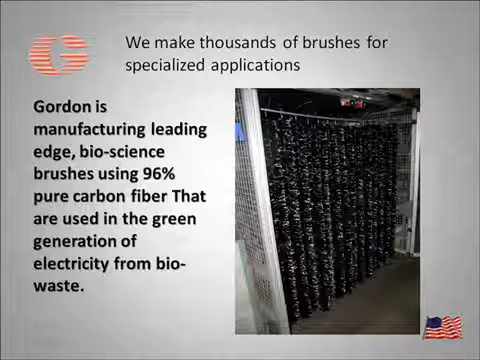 We make thousands of brushes for
specialized applications
Gordon is
manufacturing leading
edge, bio-science
brushes using 96%
pure carbon fiber That
are used in the green
generation of
electricity from bio-
waste.